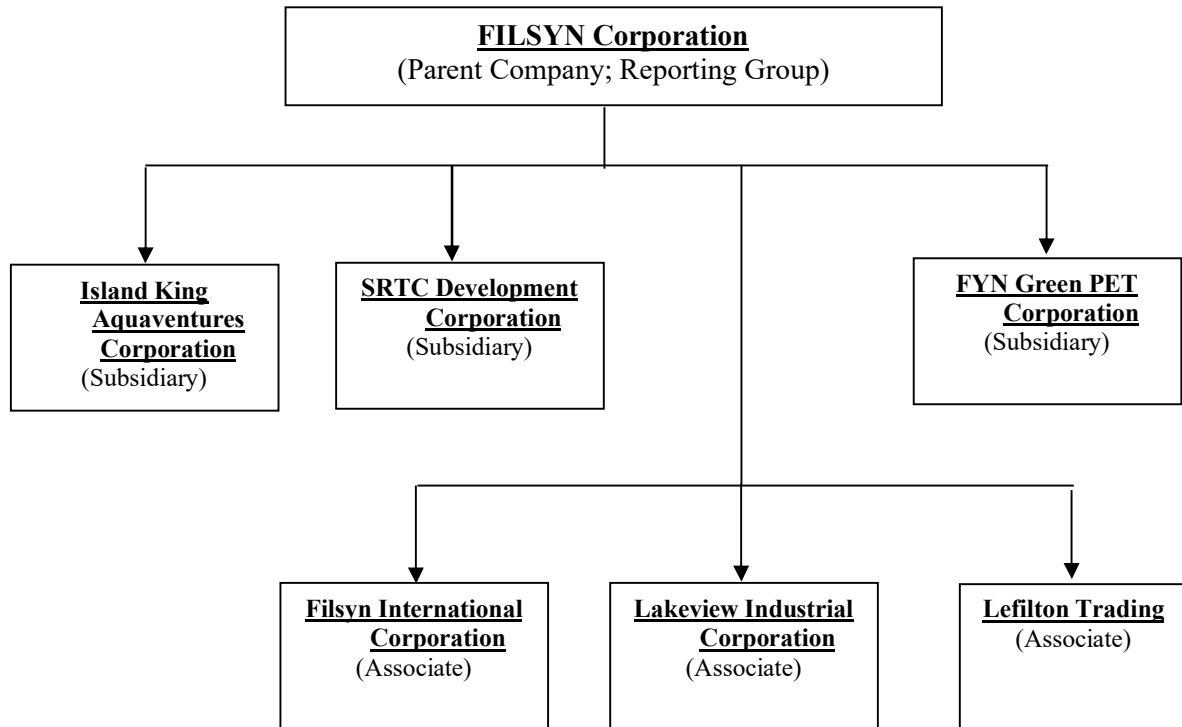 FILSYN Corporation
(Parent Company; Reporting Group)
Island King
Aquaventures
Corporation
(Subsidiary)
SRTC Development
Corporation
(Subsidiary)
FYN Green PET
Corporation
(Subsidiary)
Filsyn International
Corporation
(Associate)
Lakeview Industrial
Corporation
(Associate)
Lefilton Trading
(Associate)